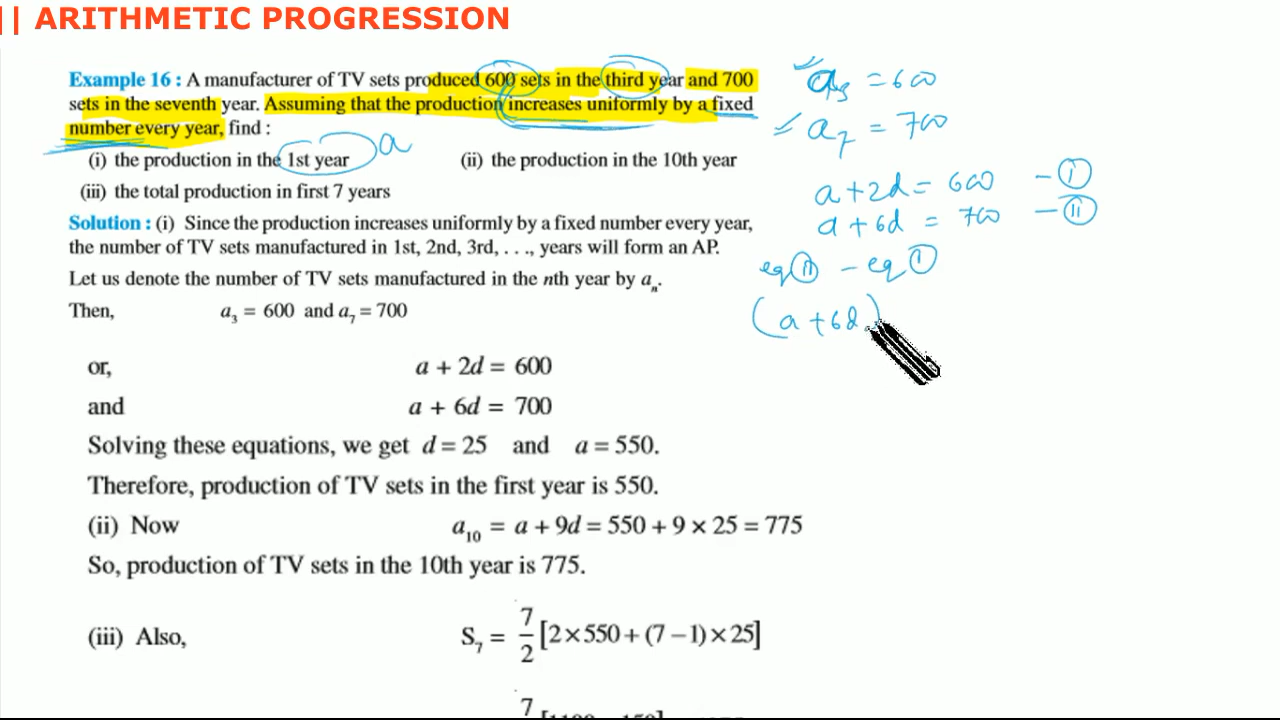 || ARITHMETIC PROGRESSION
Example 16 : A manufacturer of TV sets produced 600 sets in the third year and 700
sets in the seventh year. Assuming that the production increases uniformly by a fixed
number every year, find :
(i) the production in the 1st year a (ii) the production in the 10th year
(iii) the total production in first 7 years
Solution : (i) Since the production increases uniformly by a fixed number every year,
the number of TV sets manufactured in 1st, 2nd, 3rd, . . ., years will form an AP.
Let us denote the number of TV sets manufactured in the nth year by aₙ.
Then, a₃ = 600 and a₇ = 700
or, a + 2d = 600
and a + 6d = 700
Solving these equations, we get d = 25 and a = 550.
Therefore, production of TV sets in the first year is 550.
(ii) Now a₁₀ = a + 9d = 550 + 9 × 25 = 775
So, production of TV sets in the 10th year is 775.
(iii) Also, S₇ = 7/2 [2 × 550 + (7 – 1) × 25]
7
a₃ = 600
a₇ = 700
a + 2d = 600 - (I)
a + 6d = 700 - (II)
eq (II) - eq (I)
(a + 6d)